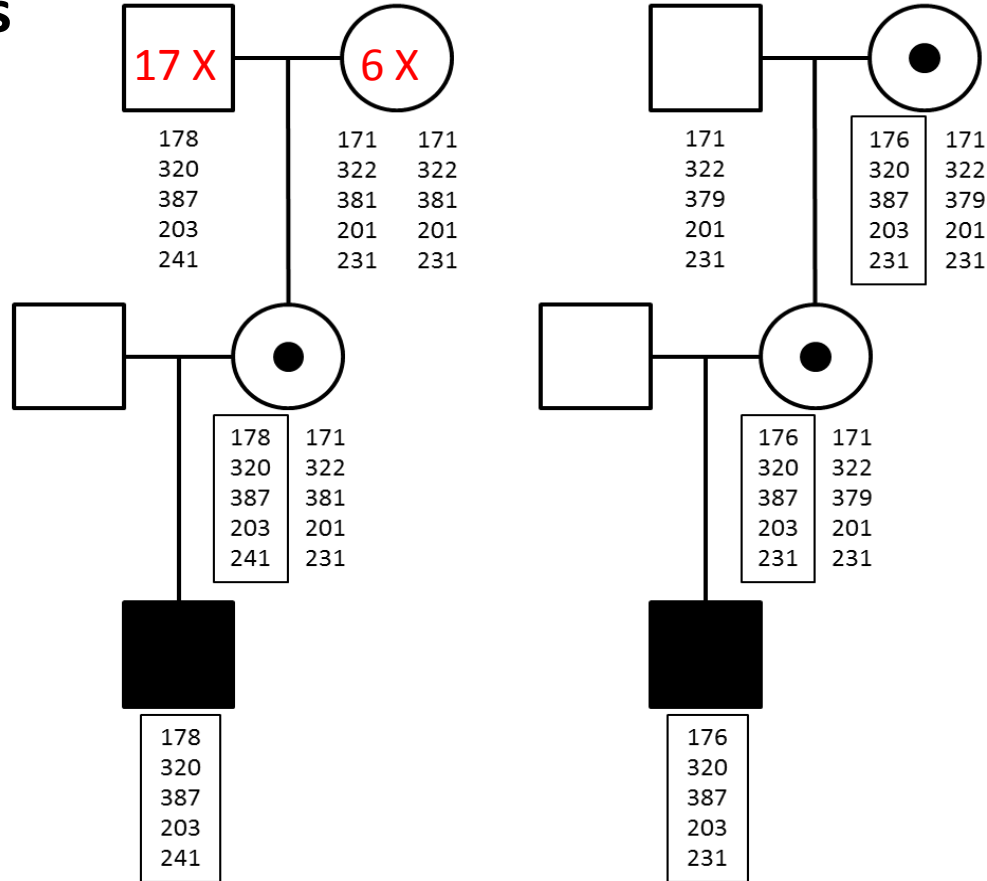 s
17 X 6 X
178 171 171 171 176 171
320 322 322 322 320 322
387 381 381 379 387 379
203 201 201 201 203 201
241 231 231 231 231 231
178 171 176 171
320 322 320 322
387 381 387 379
203 201 203 201
241 231 231 231
178 176
320 320
387 387
203 203
241 231